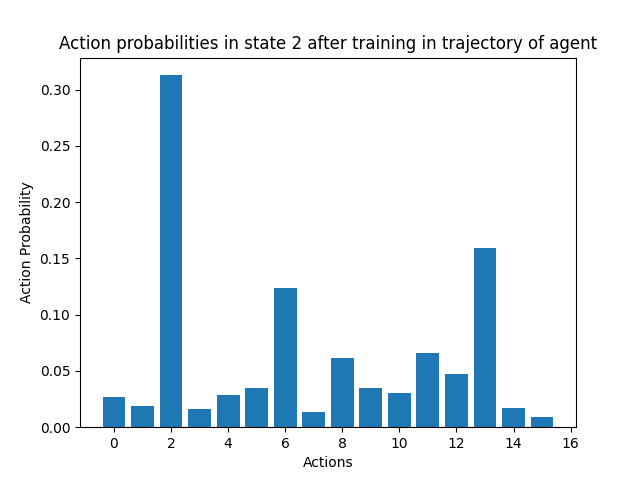 Action probabilities in state 2 after training in trajectory of agent
0.30
0.25
0.20
0.15
0.10
0.05
0.00
Action Probability
0 2 4 6 8 10 12 14 16
Actions